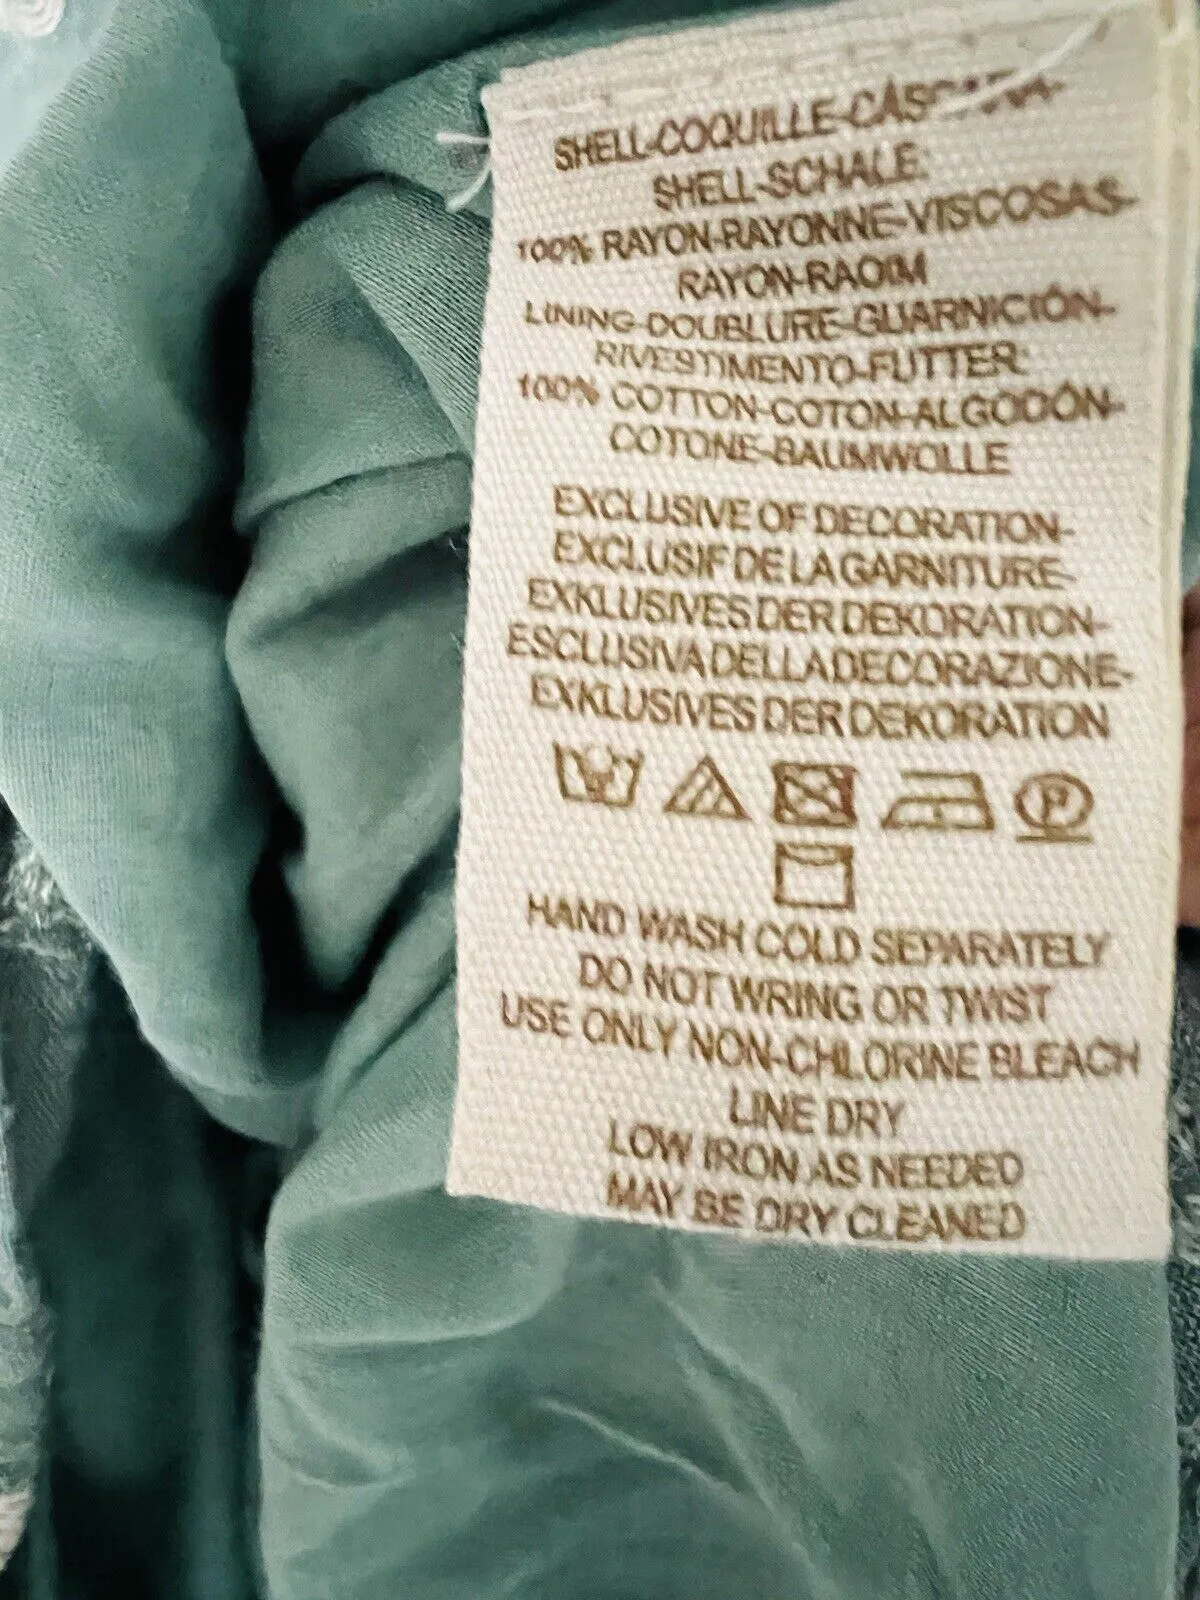 SHELL-COQUILLE-
SHELL-SCHALE:
100% RAYON-RAYONNE-VISCOSAS-
RAYON-RAOIM
LINING-DOUBLURE-GUARNICIÓN-
RIVESTIMENTO-FUTTER:
100% COTTON-COTON-ALGODÓN-
COTONE-BAUMWOLLE
EXCLUSIVE OF DECORATION-
EXCLUSIF DE LA GARNITURE-
EXKLUSIVES DER DEKORATION-
ESCLUSIVA DELLA DECORAZIONE-
EXKLUSIVES DER DEKORATION
P
HAND WASH COLD SEPARATELY
DO NOT WRING OR TWIST
USE ONLY NON-CHLORINE BLEACH
LINE DRY
LOW IRON AS NEEDED
MAY BE DRY CLEANED